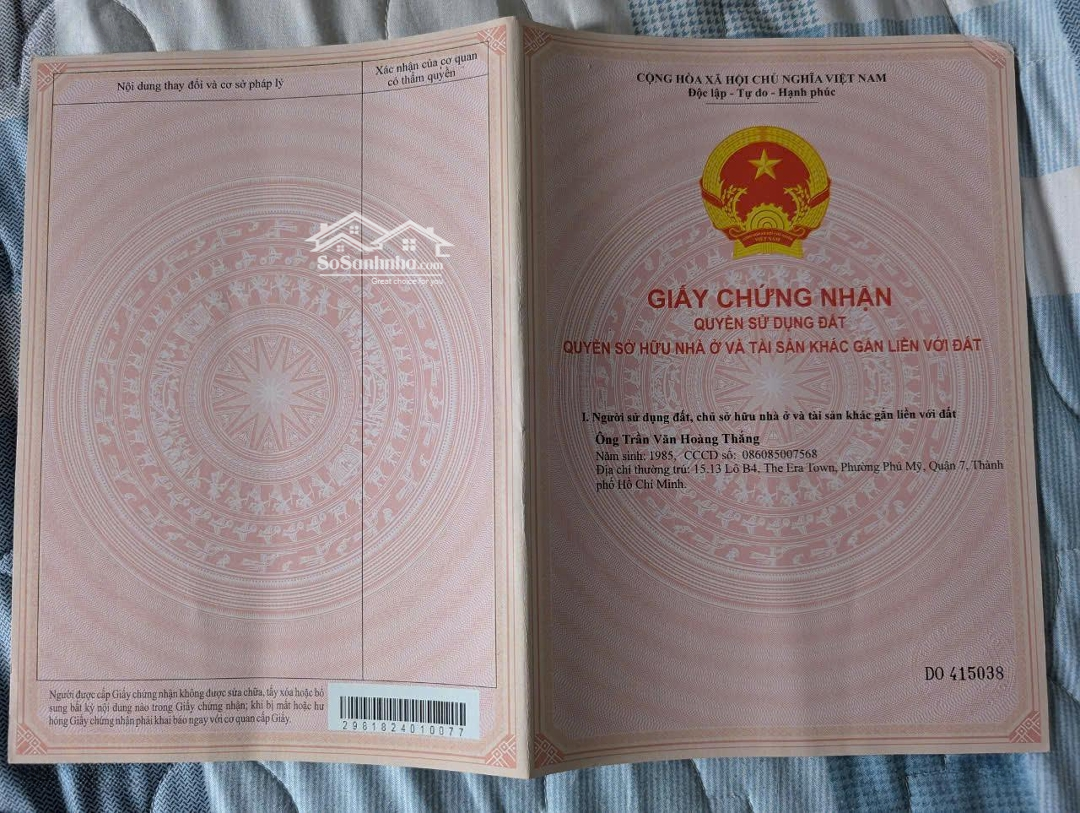 Nội dung thay đổi và cơ sở pháp lý
Xác nhận của cơ quan
có thẩm quyền
SoSanhnha.com
Great choice for you
Người được cấp Giấy chứng nhận không được sửa chữa, tẩy xóa hoặc bổ
sung bất kỳ nội dung nào trong Giấy chứng nhận; khi bị mất hoặc hư
hỏng Giấy chứng nhận phải khai báo ngay với cơ quan cấp Giấy.
2981824010077
CỘNG HÒA XÃ HỘI CHỦ NGHĨA VIỆT NAM
Độc lập - Tự do - Hạnh phúc
VIỆT NAM
GIẤY CHỨNG NHẬN
QUYỀN SỬ DỤNG ĐẤT
QUYỀN SỞ HỮU NHÀ Ở VÀ TÀI SẢN KHÁC GẮN LIỀN VỚI ĐẤT
I. Người sử dụng đất, chủ sở hữu nhà ở và tài sản khác gắn liền với đất
Ông Trần Văn Hoàng Thắng
Năm sinh: 1985, CCCD số: 086085007568
Địa chỉ thường trú: 15.13 Lô B4, The Era Town, Phường Phú Mỹ, Quận 7, Thành
phố Hồ Chí Minh.
DO 415038